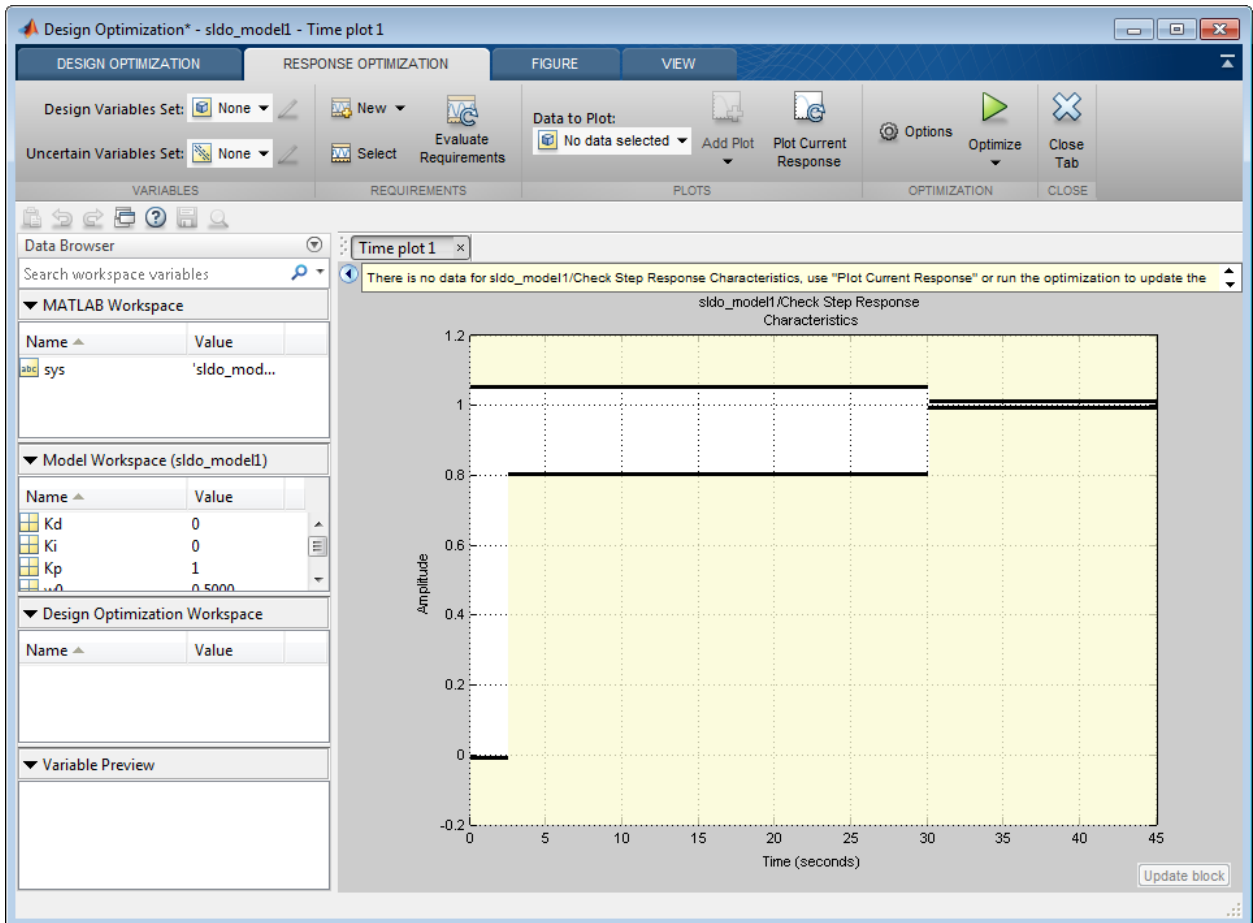 Design Optimization* - sldo_model1 - Time plot 1
DESIGN OPTIMIZATION
RESPONSE OPTIMIZATION
FIGURE
VIEW
Design Variables Set: None
Uncertain Variables Set: None
VARIABLES
New
Select
Evaluate
Requirements
REQUIREMENTS
Data to Plot:
No data selected
Add Plot
Plot Current
Response
PLOTS
Options
Optimize
OPTIMIZATION
Close
Tab
CLOSE
Data Browser
Search workspace variables
MATLAB Workspace
Name Value
abc sys 'sldo_mod...
Model Workspace (sldo_model1)
Name Value
Kd 0
Ki 0
Kp 1
w0 0.5000
Design Optimization Workspace
Name Value
Variable Preview
Time plot 1
There is no data for sldo_model1/Check Step Response Characteristics, use "Plot Current Response" or run the optimization to update the
sldo_model1/Check Step Response
Characteristics
1.2
1
0.8
0.6
0.4
0.2
0
-0.2
Amplitude
0 5 10 15 20 25 30 35 40 45
Time (seconds)
Update block